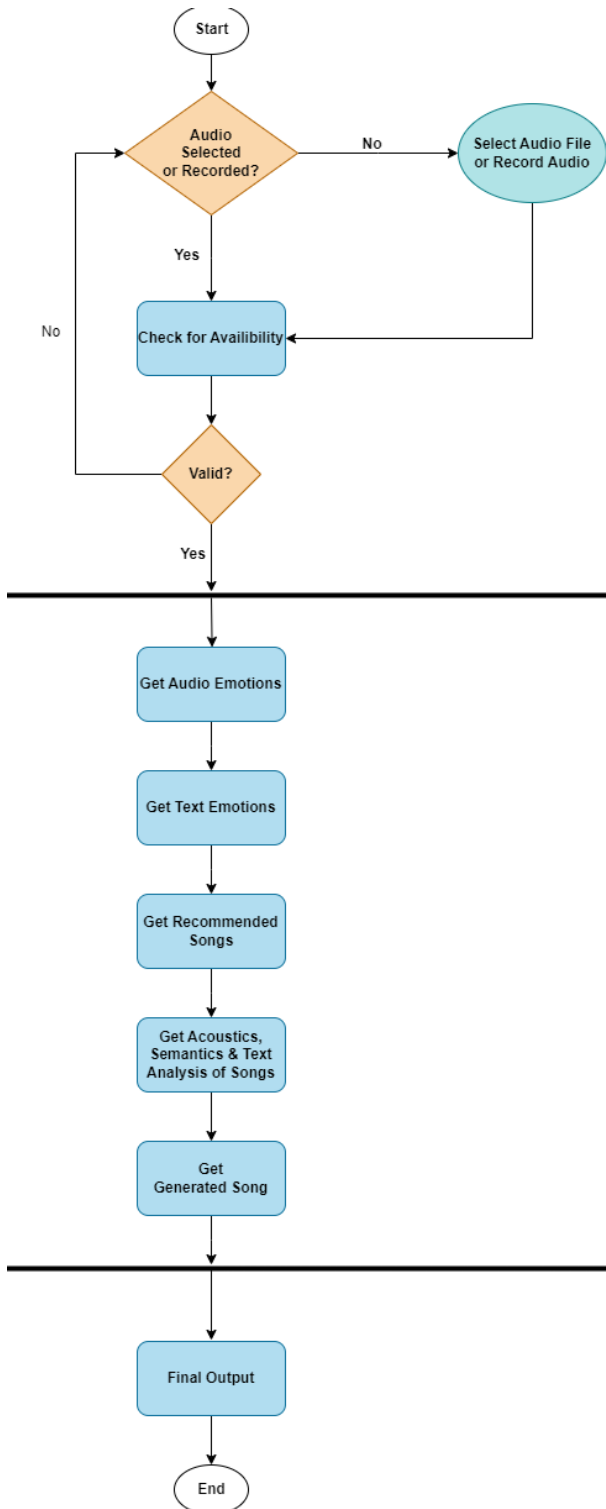 Start
Audio
Selected
or Recorded?
No
Select Audio File
or Record Audio
Yes
No
Check for Availibility
Valid?
Yes
Get Audio Emotions
Get Text Emotions
Get Recommended
Songs
Get Acoustics,
Semantics & Text
Analysis of Songs
Get
Generated Song
Final Output
End